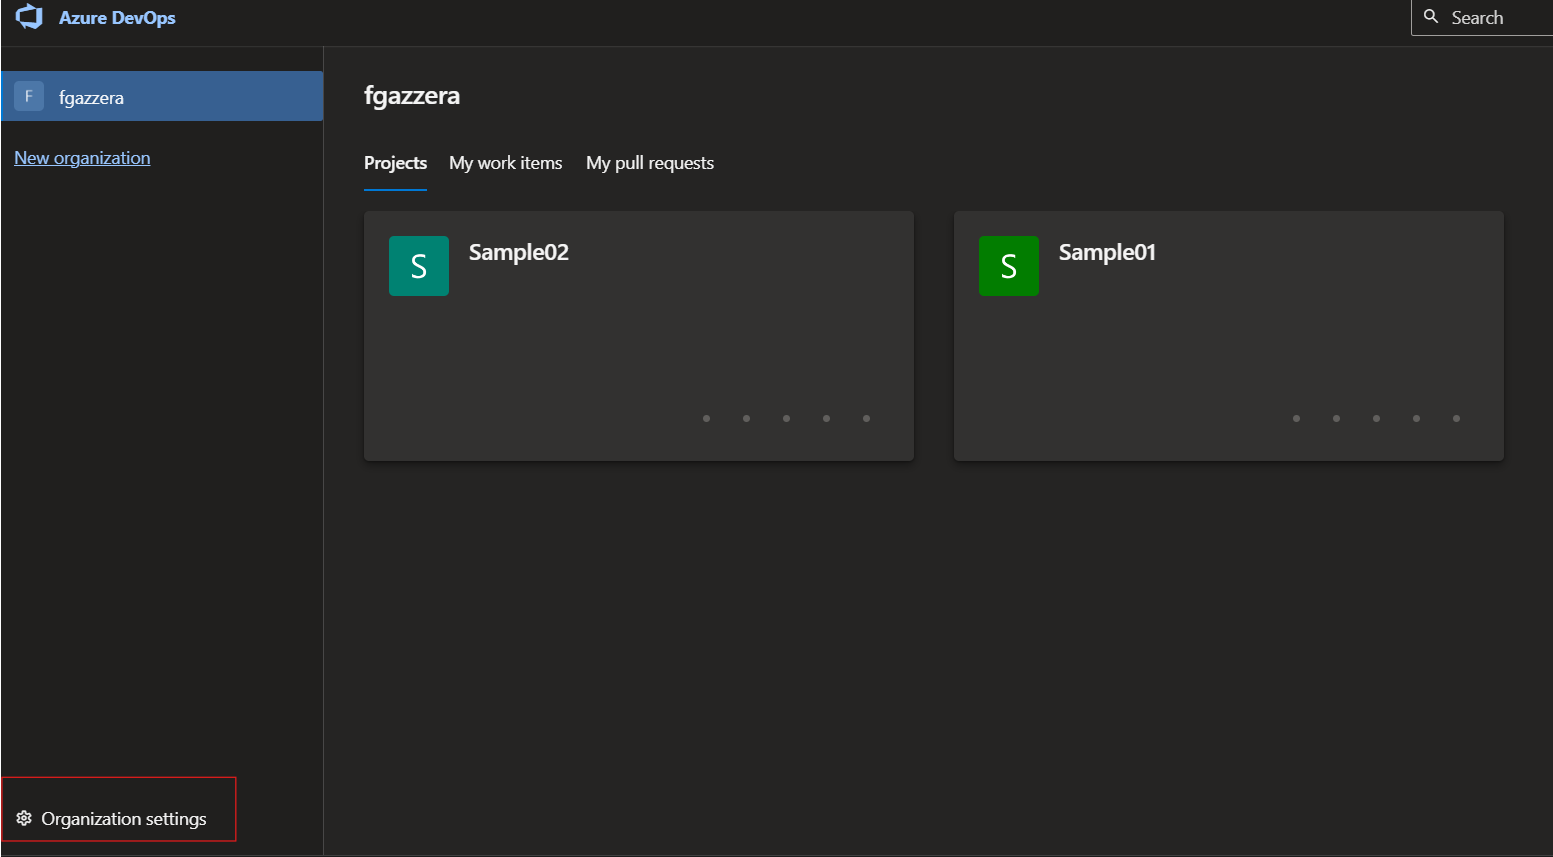 Azure DevOps
Search
F fgazzera
New organization
fgazzera
Projects My work items My pull requests
S Sample02
S Sample01
Organization settings